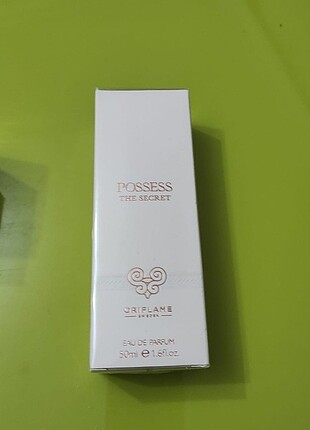 POSSESS
THE SECRET
ORIFLAME
SWEDEN
EAU DE PARFUM
50ml e 1.6fl.oz.